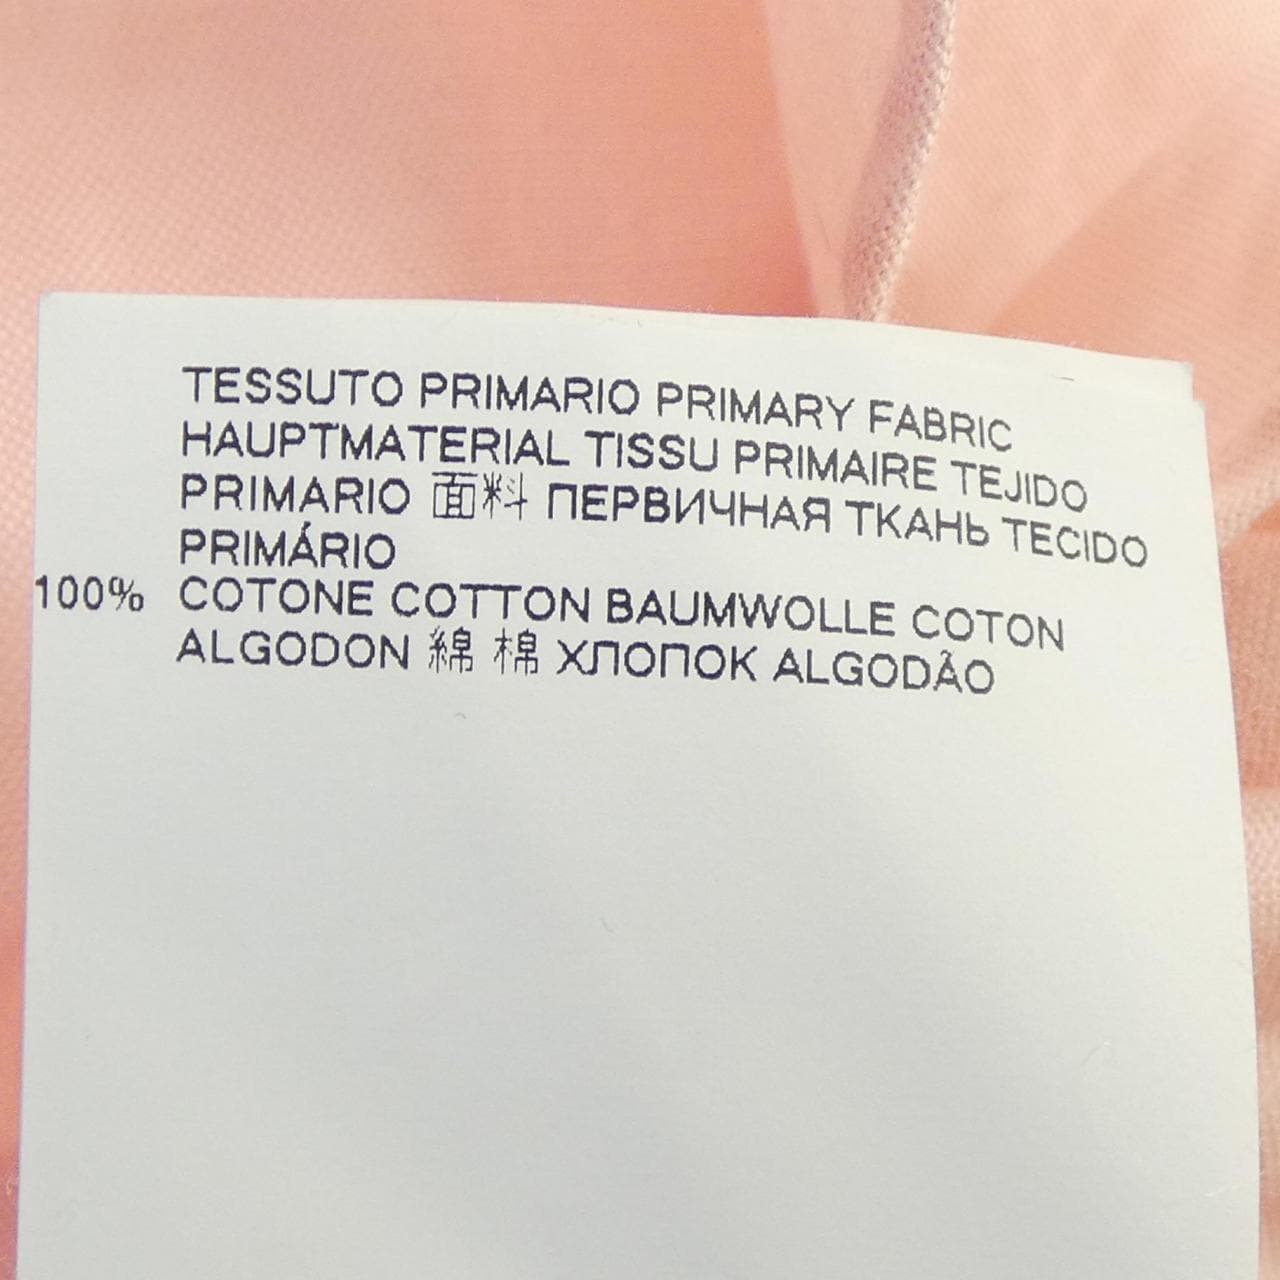 TESSUTO PRIMARIO PRIMARY FABRIC
HAUPTMATERIAL TISSU PRIMAIRE TEJIDO
PRIMARIO 面料 ПЕРВИЧНАЯ ТКАНЬ TECIDO
PRIMÁRIO
100% COTONE COTTON BAUMWOLLE COTON
ALGODON 綿 棉 ХЛОПОК ALGODÃO